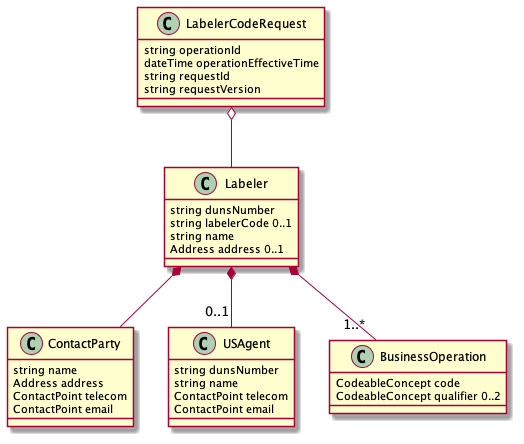 C LabelerCodeRequest
string operationId
dateTime operationEffectiveTime
string requestId
string requestVersion
C Labeler
string dunsNumber
string labelerCode 0..1
string name
Address address 0..1
0..1
1..*
C ContactParty
string name
Address address
ContactPoint telecom
ContactPoint email
C USAgent
string dunsNumber
string name
ContactPoint telecom
ContactPoint email
C BusinessOperation
CodeableConcept code
CodeableConcept qualifier 0..2